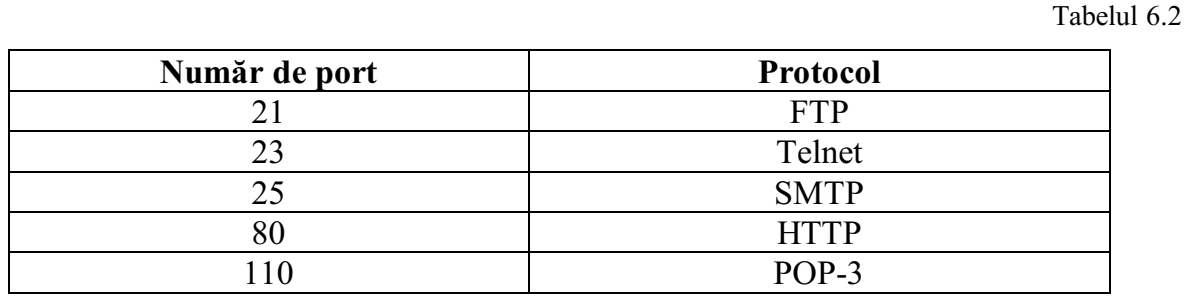 Tabelul 6.2
Număr de port Protocol
21 FTP
23 Telnet
25 SMTP
80 HTTP
110 POP-3